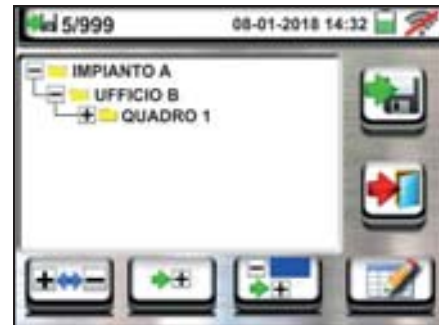 5/999 08-01-2018 14:32
IMPIANTO A
UFFICIO B
QUADRO 1